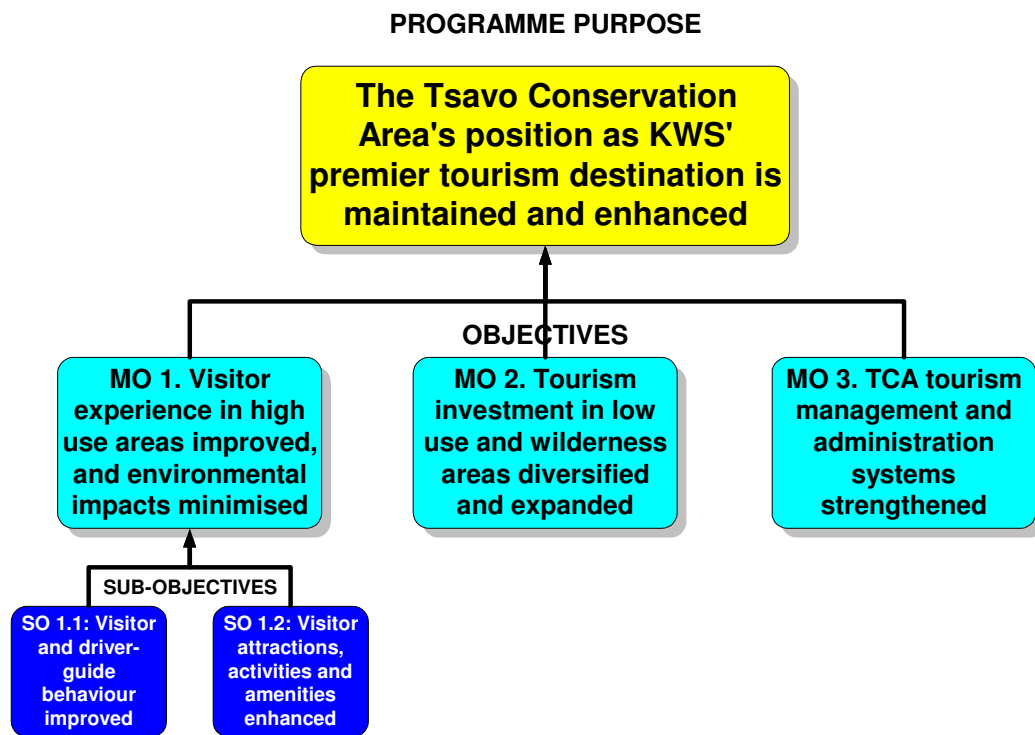 PROGRAMME PURPOSE
The Tsavo Conservation
Area's position as KWS'
premier tourism destination is
maintained and enhanced
OBJECTIVES
MO 1. Visitor
experience in high
use areas improved,
and environmental
impacts minimised
MO 2. Tourism
investment in low
use and wilderness
areas diversified
and expanded
MO 3. TCA tourism
management and
administration
systems
strengthened
SUB-OBJECTIVES
SO 1.1: Visitor
and driver-
guide
behaviour
improved
SO 1.2: Visitor
attractions,
activities and
amenities
enhanced